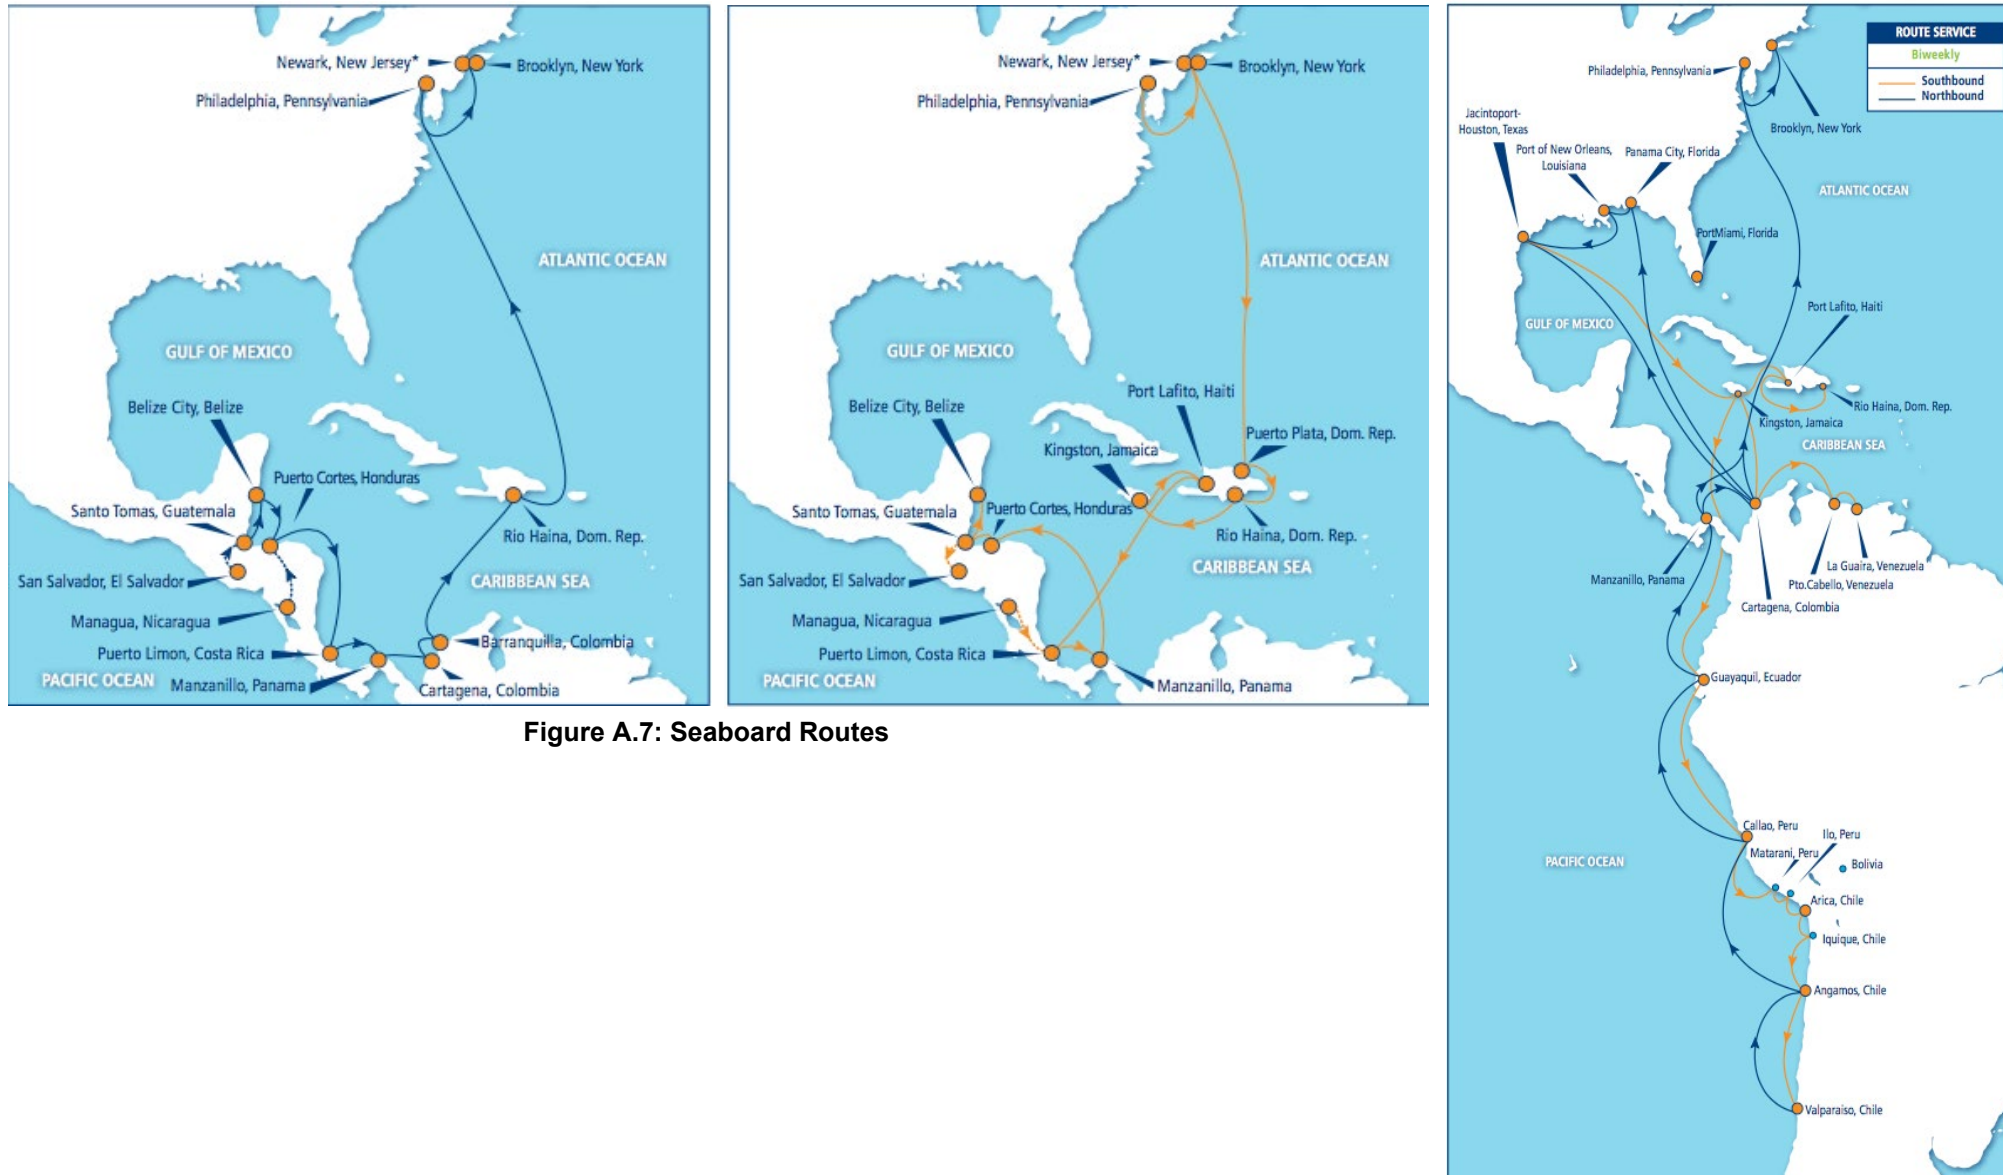 Newark, New Jersey*
Brooklyn, New York
Philadelphia, Pennsylvania
ATLANTIC OCEAN
GULF OF MEXICO
Belize City, Belize
Puerto Cortes, Honduras
Santo Tomas, Guatemala
Rio Haina, Dom. Rep.
San Salvador, El Salvador
CARIBBEAN SEA
Managua, Nicaragua
Barranquilla, Colombia
Puerto Limon, Costa Rica
PACIFIC OCEAN
Manzanillo, Panama
Cartagena, Colombia
Newark, New Jersey*
Brooklyn, New York
Philadelphia, Pennsylvania
ATLANTIC OCEAN
GULF OF MEXICO
Port Lafito, Haiti
Belize City, Belize
Puerto Plata, Dom. Rep.
Kingston, Jamaica
Santo Tomas, Guatemala
Puerto Cortes, Honduras
Rio Haina, Dom. Rep.
CARIBBEAN SEA
San Salvador, El Salvador
Managua, Nicaragua
Puerto Limon, Costa Rica
PACIFIC OCEAN
Manzanillo, Panama
Figure A.7: Seaboard Routes
ROUTE SERVICE
Biweekly
Southbound
Northbound
Philadelphia, Pennsylvania
Jacintoport-
Houston, Texas
Brooklyn, New York
Port of New Orleans,
Louisiana
Panama City, Florida
ATLANTIC OCEAN
PortMiami, Florida
Port Lafito, Haiti
GULF OF MEXICO
Rio Haina, Dom. Rep.
Kingston, Jamaica
CARIBBEAN SEA
La Guaira, Venezuela
Manzanillo, Panama
Pto.Cabello, Venezuela
Cartagena, Colombia
Guayaquil, Ecuador
Callao, Peru
Ilo, Peru
Matarani, Peru
Bolivia
PACIFIC OCEAN
Arica, Chile
Iquique, Chile
Angamos, Chile
Valparaiso, Chile